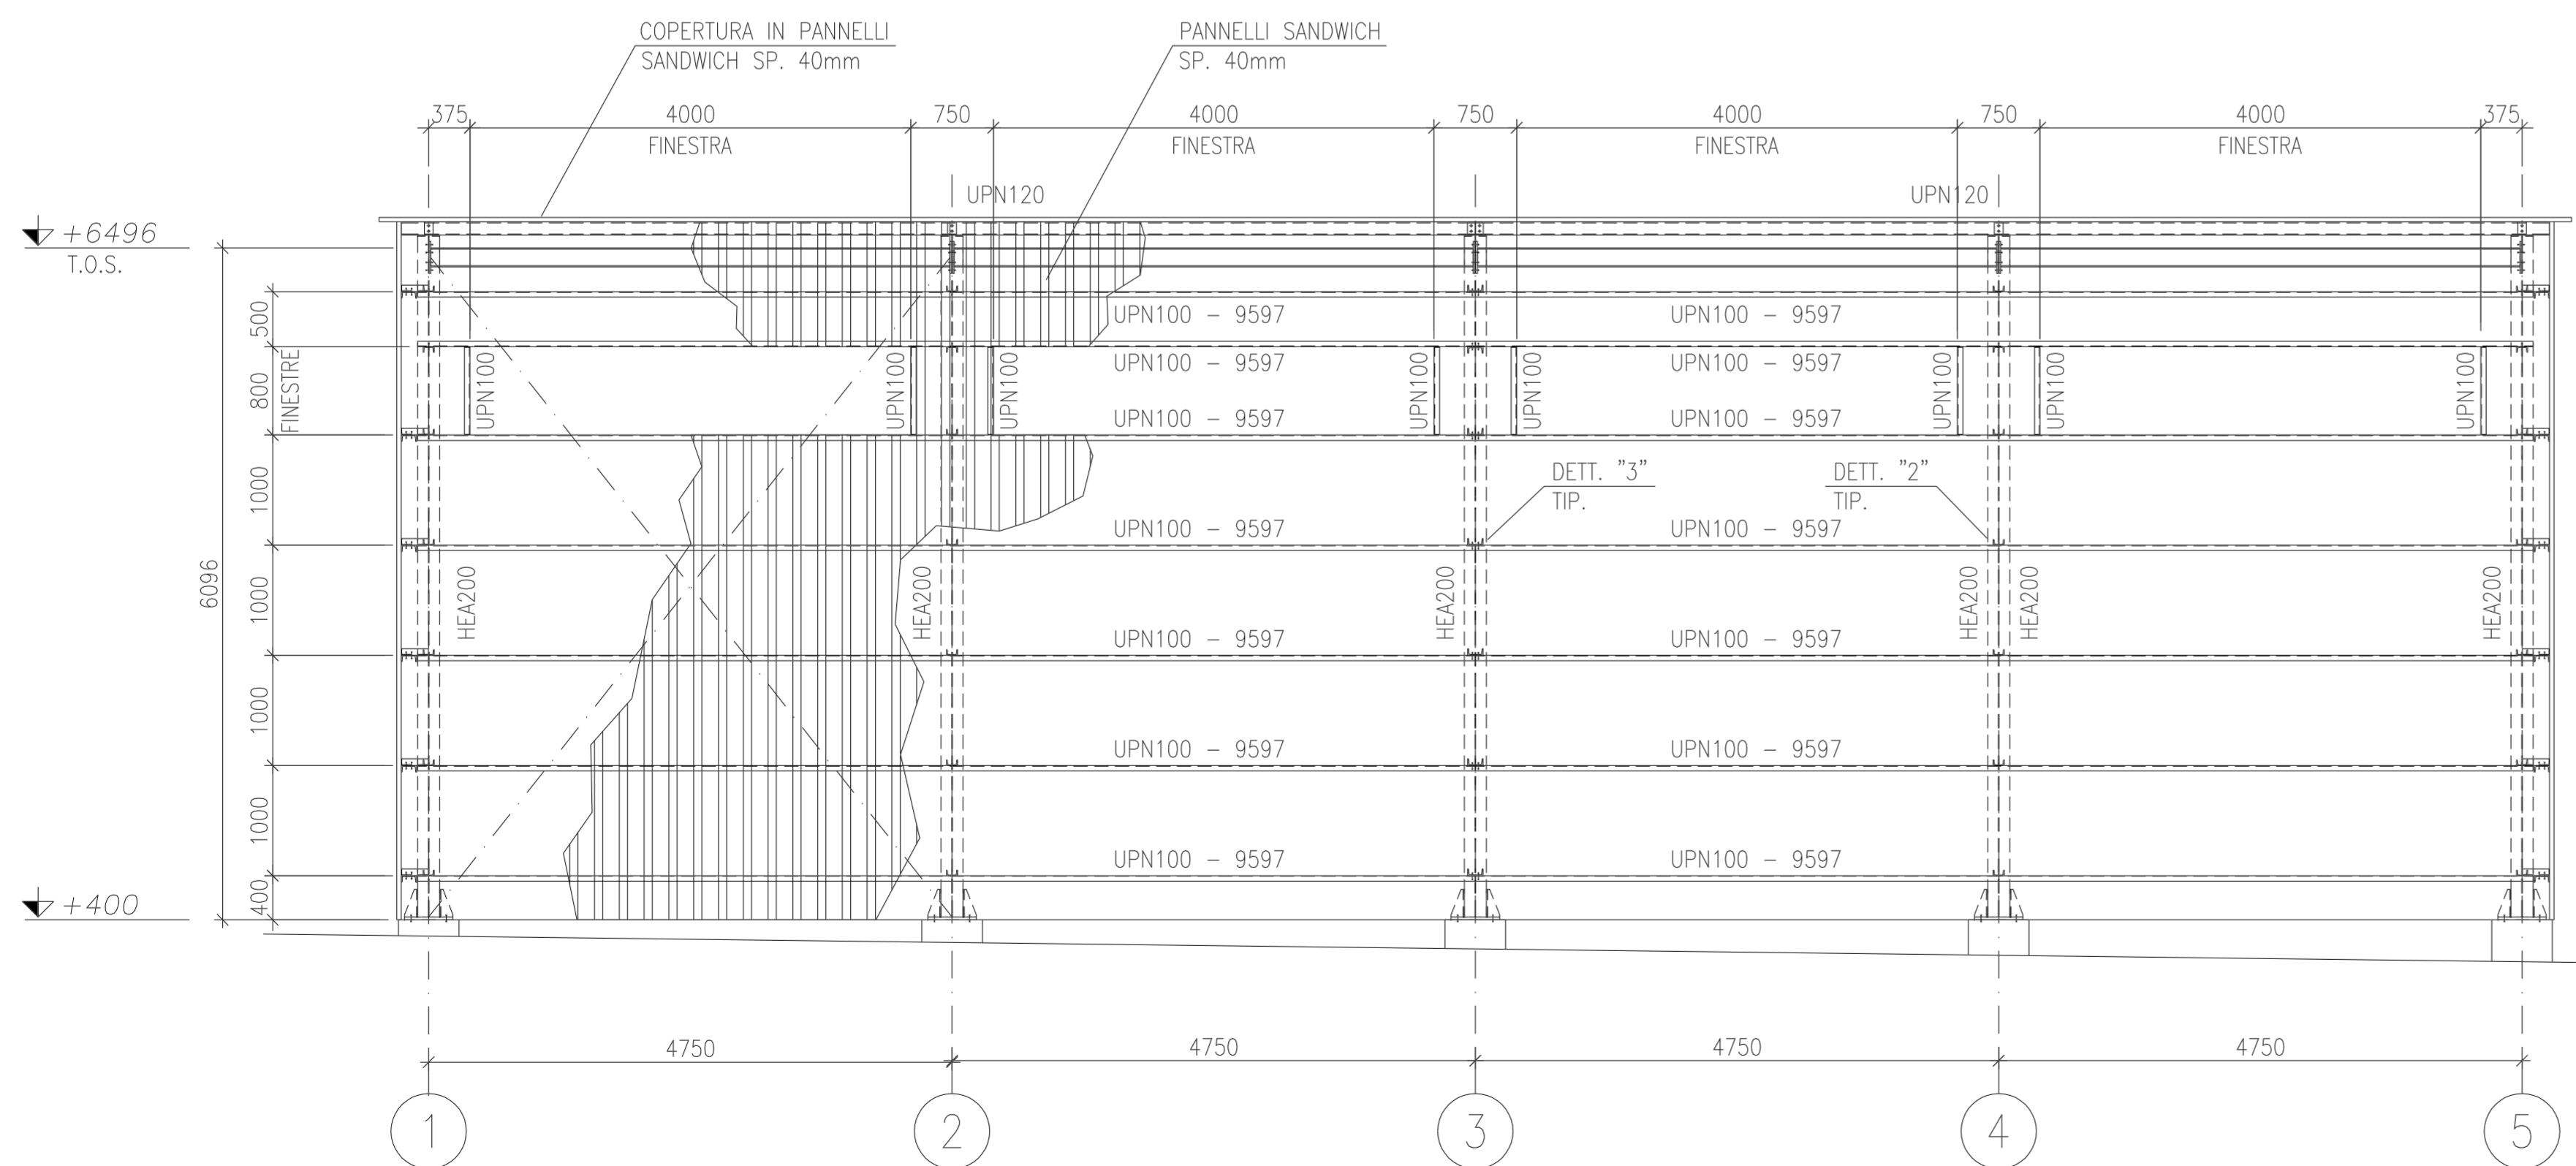 COPERTURA IN PANNELLI
SANDWICH SP. 40mm
PANNELLI SANDWICH
SP. 40mm
375 4000 750 4000 750 4000 750 4000 375
FINESTRA FINESTRA FINESTRA FINESTRA
UPN120 UPN120
+6496
T.O.S.
500
UPN100 - 9597 UPN100 - 9597
800
FINESTRE
UPN100 UPN100 UPN100 UPN100 UPN100 UPN100 UPN100 UPN100
UPN100 - 9597 UPN100 - 9597
UPN100 - 9597 UPN100 - 9597
DETT. "3"
TIP.
DETT. "2"
TIP.
1000
UPN100 - 9597 UPN100 - 9597
6096
1000
HEA200 HEA200 HEA200 HEA200 HEA200 HEA200
UPN100 - 9597 UPN100 - 9597
1000
UPN100 - 9597 UPN100 - 9597
1000
UPN100 - 9597 UPN100 - 9597
400
+400
4750 4750 4750 4750
1 2 3 4 5